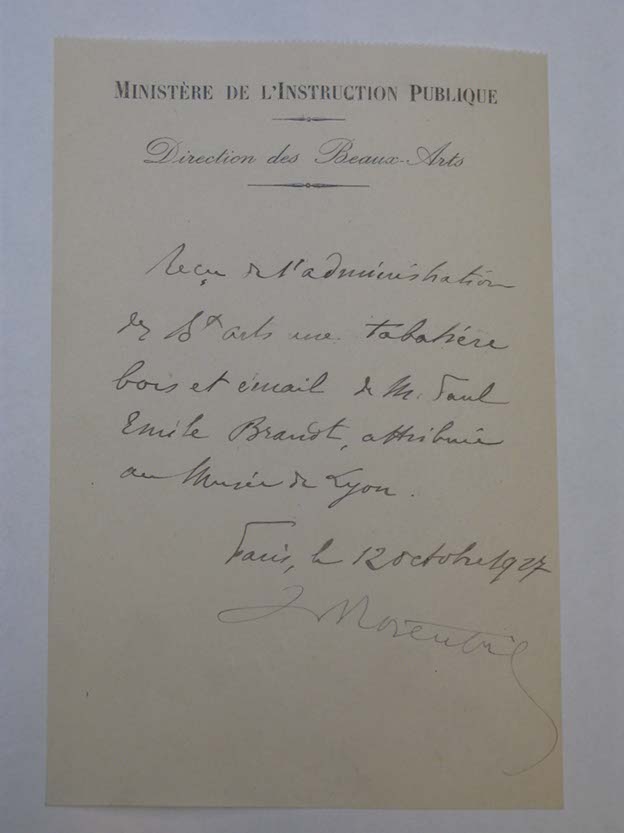 MINISTÈRE DE L'INSTRUCTION PUBLIQUE
Direction des Beaux-Arts
Reçu de l'administration
des Bx arts une tabatière
bois et émail de M. Paul
Emile Brandt, attribuée
au Musée de Lyon.
Paris, le 12 octobre 1927